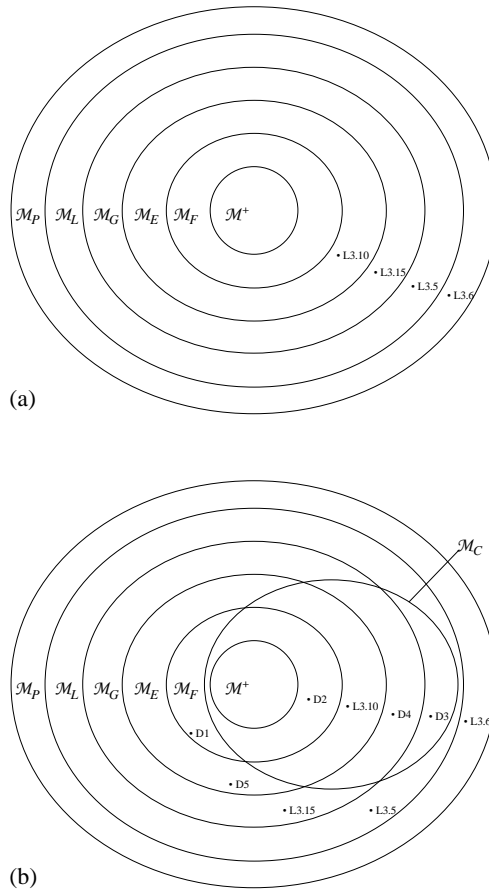 ℳ_P ℳ_L ℳ_G ℳ_E ℳ_F ℳ⁺
L3.10
L3.15
L3.5
L3.6
(a)
ℳ_C
ℳ_P ℳ_L ℳ_G ℳ_E ℳ_F ℳ⁺
D2
L3.10
D4
D3
L3.6
D1
D5
L3.15
L3.5
(b)